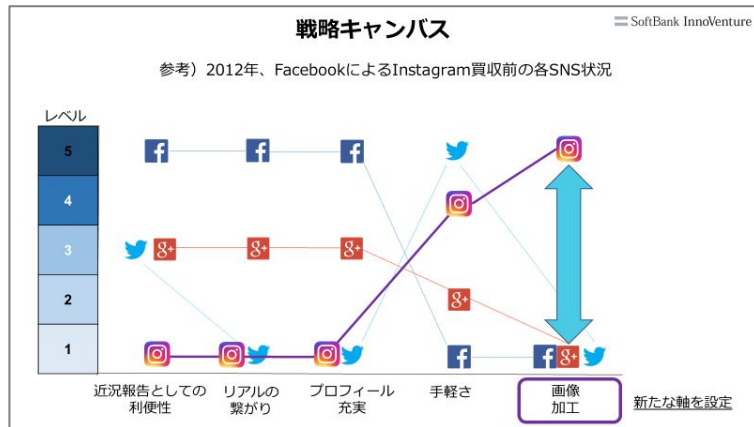 戦略キャンバス
SoftBank InnoVenture
参考）2012年、FacebookによるInstagram買収前の各SNS状況
レベル
5
4
3
2
1
近況報告としての
利便性
リアルの
繋がり
プロフィール
充実
手軽さ
画像
加工
新たな軸を設定